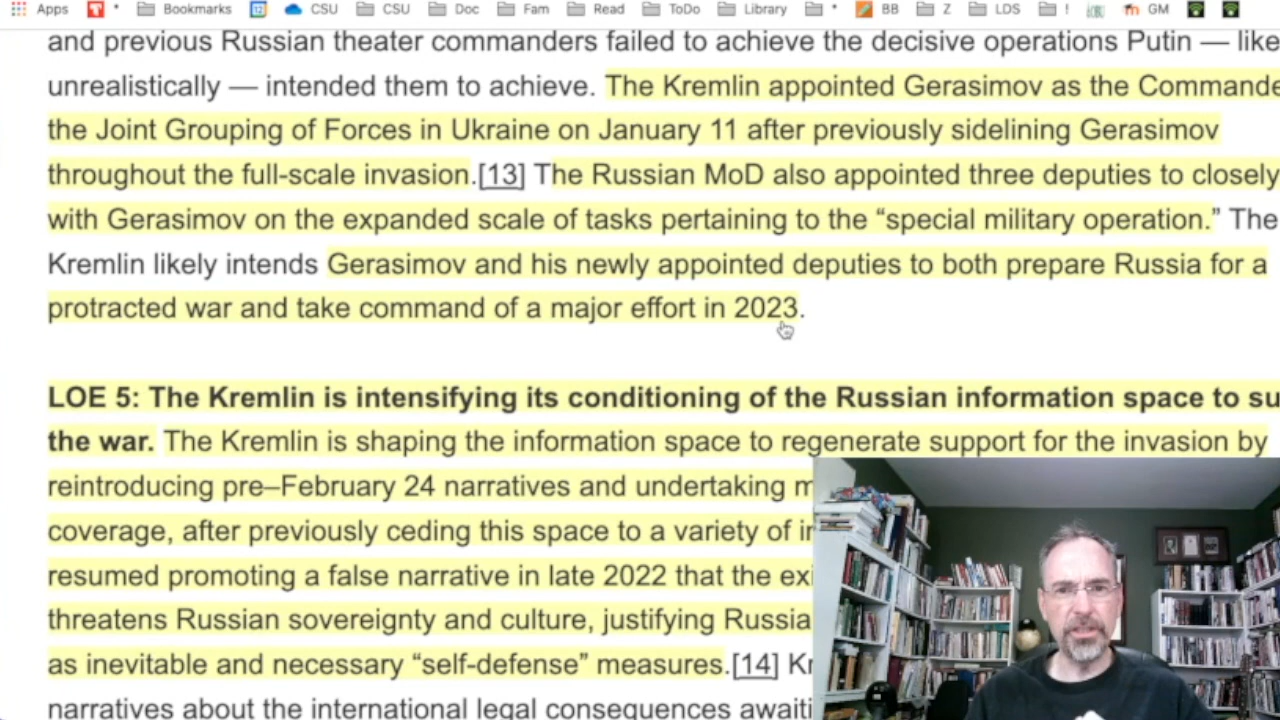 Apps T * Bookmarks 12 CSU CSU Doc Fam Read ToDo Library * BB Z LDS ! GM
and previous Russian theater commanders failed to achieve the decisive operations Putin — like
unrealistically — intended them to achieve. The Kremlin appointed Gerasimov as the Commande
the Joint Grouping of Forces in Ukraine on January 11 after previously sidelining Gerasimov
throughout the full-scale invasion.[13] The Russian MoD also appointed three deputies to closely
with Gerasimov on the expanded scale of tasks pertaining to the “special military operation.” The
Kremlin likely intends Gerasimov and his newly appointed deputies to both prepare Russia for a
protracted war and take command of a major effort in 2023.
LOE 5: The Kremlin is intensifying its conditioning of the Russian information space to su
the war. The Kremlin is shaping the information space to regenerate support for the invasion by
reintroducing pre–February 24 narratives and undertaking m
coverage, after previously ceding this space to a variety of in
resumed promoting a false narrative in late 2022 that the exi
threatens Russian sovereignty and culture, justifying Russia
as inevitable and necessary “self-defense” measures.[14] Kr
narratives about the international legal consequences awaiti